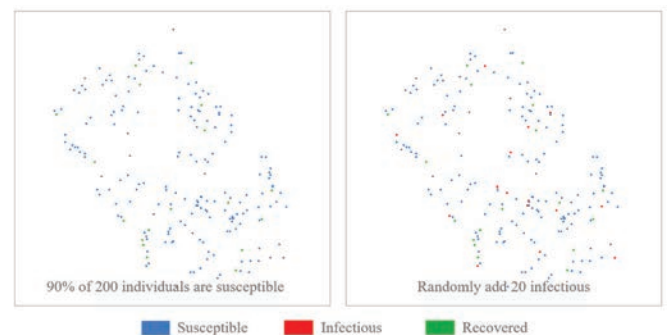 90% of 200 individuals are susceptible
Randomly add 20 infectious
Susceptible
Infectious
Recovered